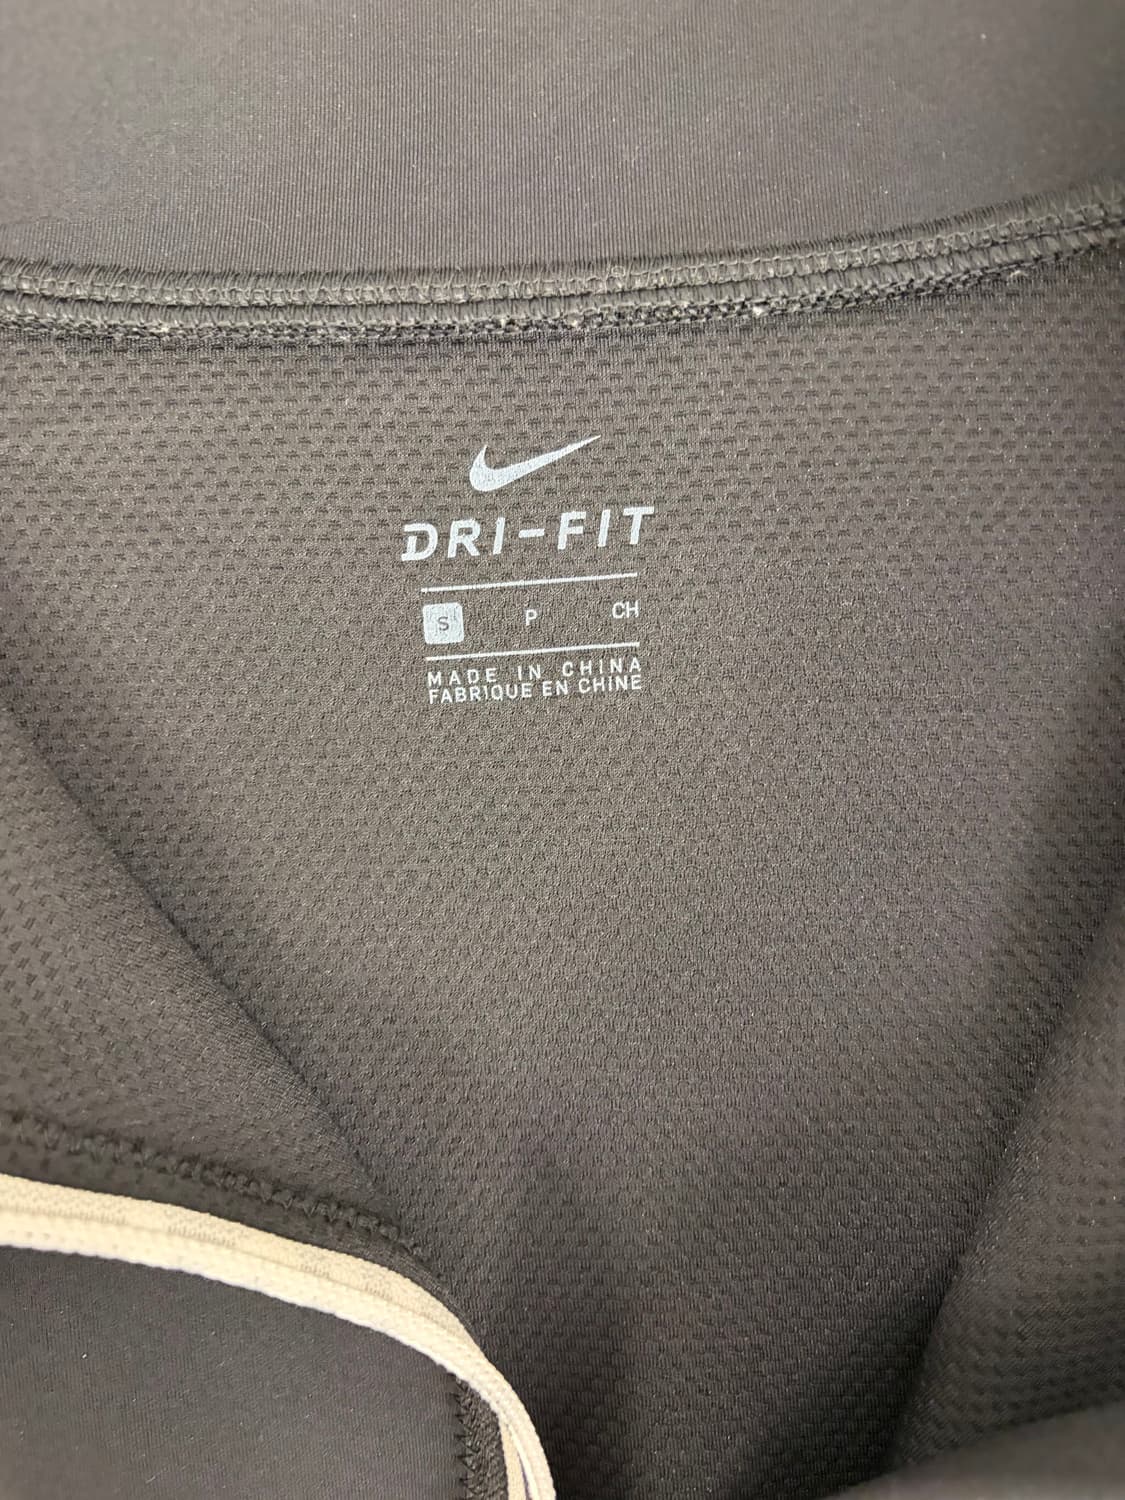 DRI-FIT
S P CH
MADE IN CHINA
FABRIQUE EN CHINE